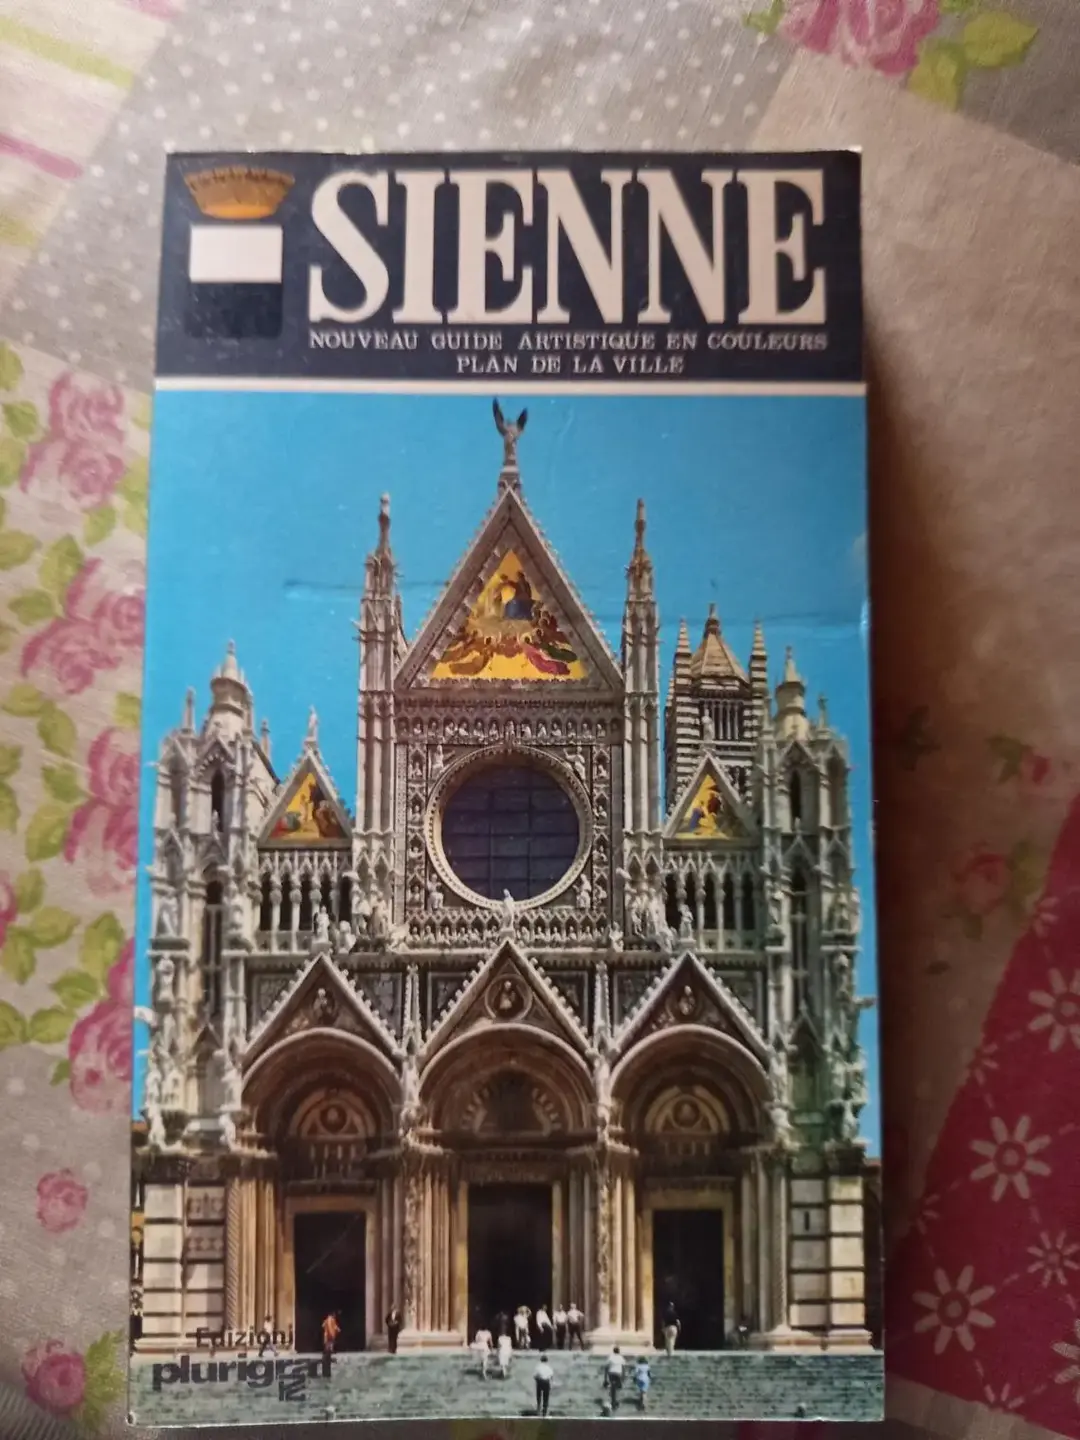 SIENNE
NOUVEAU GUIDE ARTISTIQUE EN COULEURS
PLAN DE LA VILLE
Edizioni
plurigraf